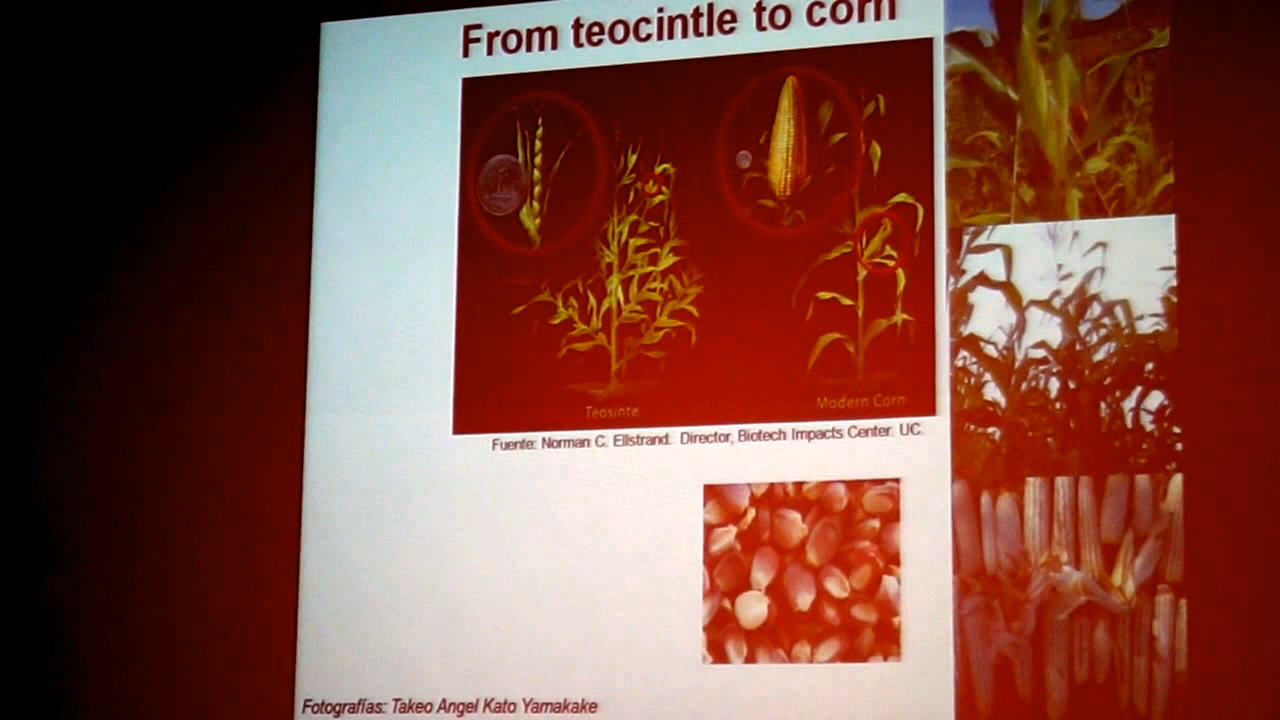 From teocintle to corn
Teosinte
Modern Corn
Fuente: Norman C. Ellstrand. Director, Biotech Impacts Center. UC.
Fotografías: Takeo Angel Kato Yamakake